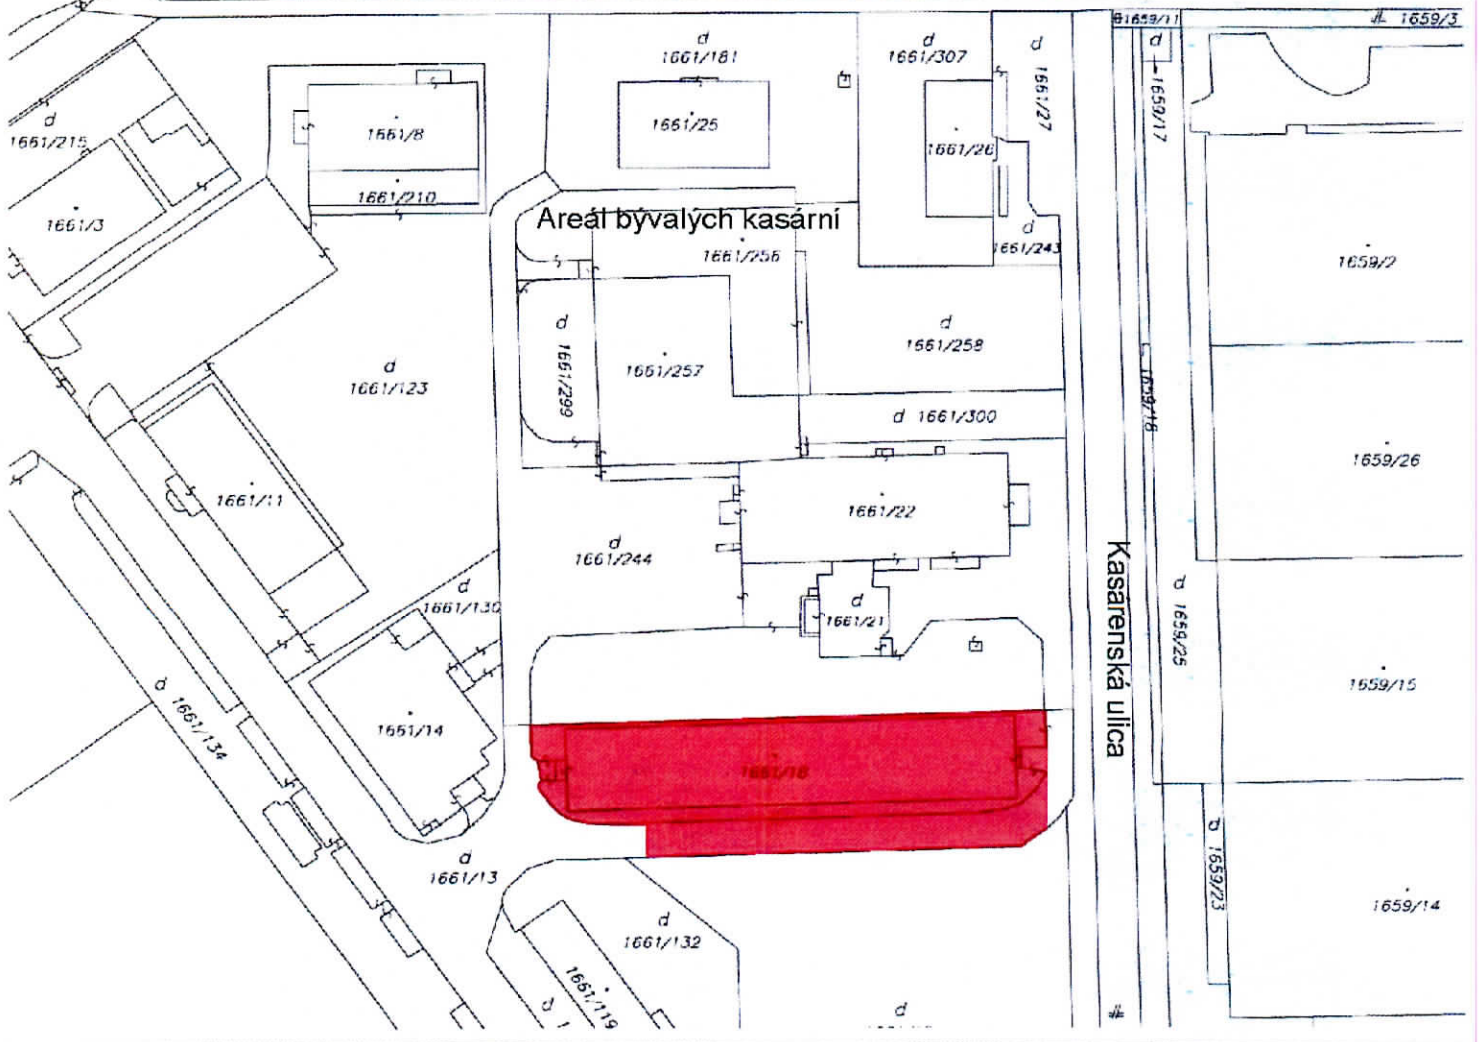 1659/11
1659/3
d
1661/181
d
1661/307
d
1661/27
d
1659/17
d
1661/215
1661/8
1661/25
1661/26
1661/210
1661/3
Areál bývalých kasární
d
1661/243
1661/256
1659/2
d
1661/299
d
1661/258
d
1661/123
1661/257
1659/18
d 1661/300
1659/26
1661/11
1661/22
d
1661/244
Kasárenská ulica
d
1661/130
d
1661/21
d
1659/25
1659/15
d
1661/134
1661/14
1661/18
d
1661/13
d
1659/23
1659/14
d
1661/132
1661/119
d
d